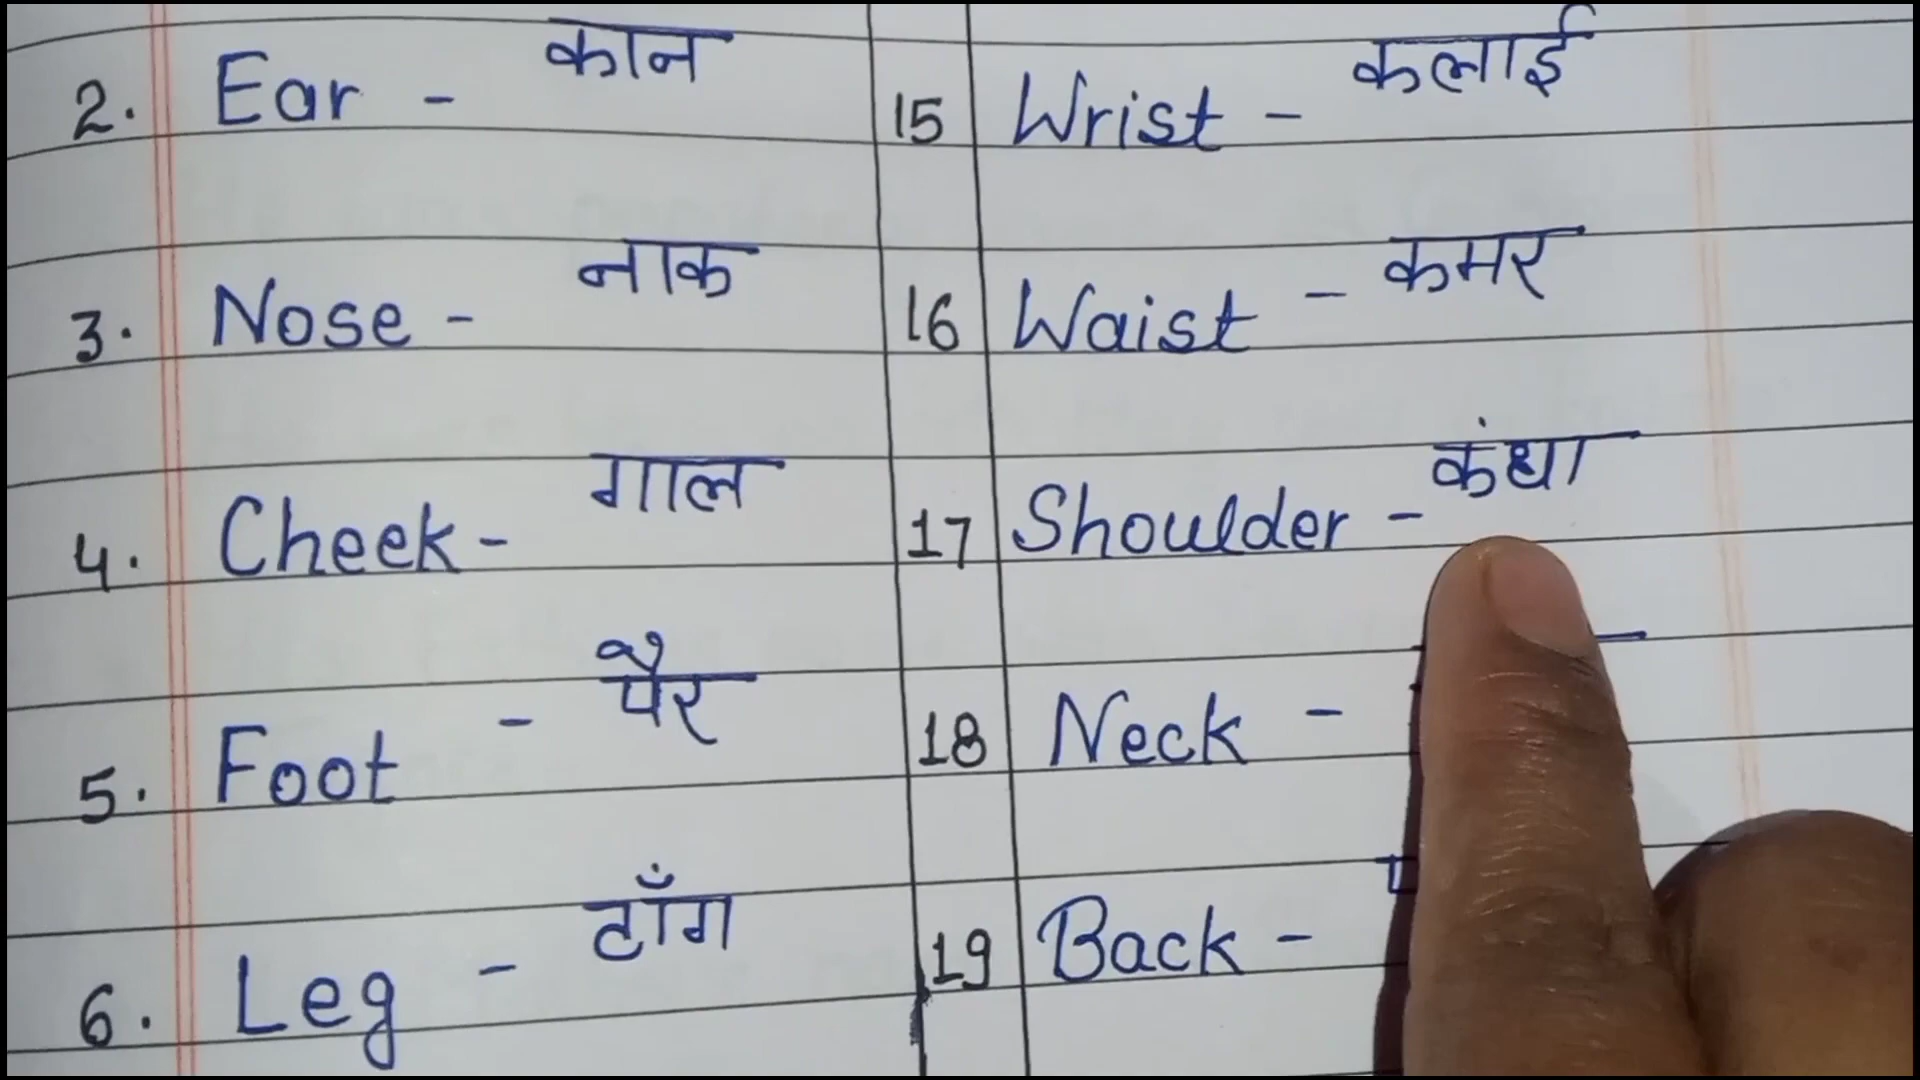 2. Ear - कान
3. Nose - नाक
4. Cheek - गाल
5. Foot - पैर
6. Leg - टाँग
15 Wrist - कलाई
16 Waist - कमर
17 Shoulder - कंधा
18 Neck -
19 Back -